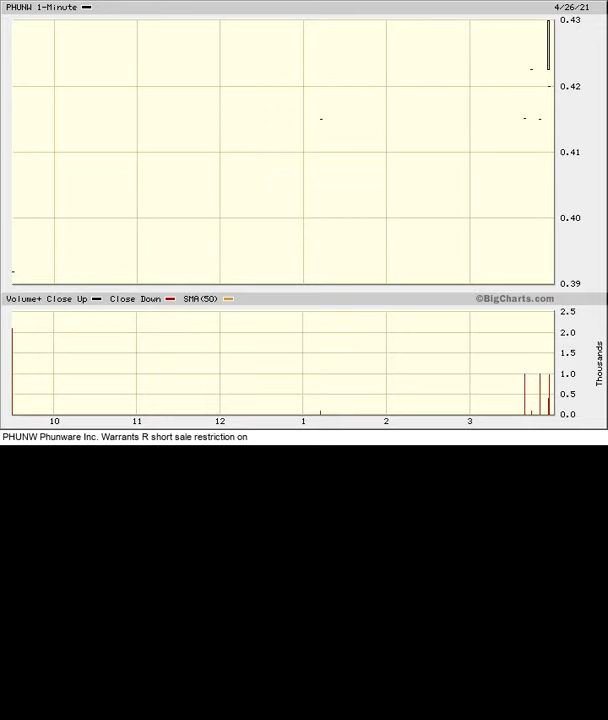 PHUNW 1-Minute 4/26/21
0.43
0.42
0.41
0.40
0.39
Volume+ Close Up Close Down SMA(50) ©BigCharts.com
2.5
2.0
1.5
1.0
0.5
0.0
Thousands
10 11 12 1 2 3
PHUNW Phunware Inc. Warrants R short sale restriction on